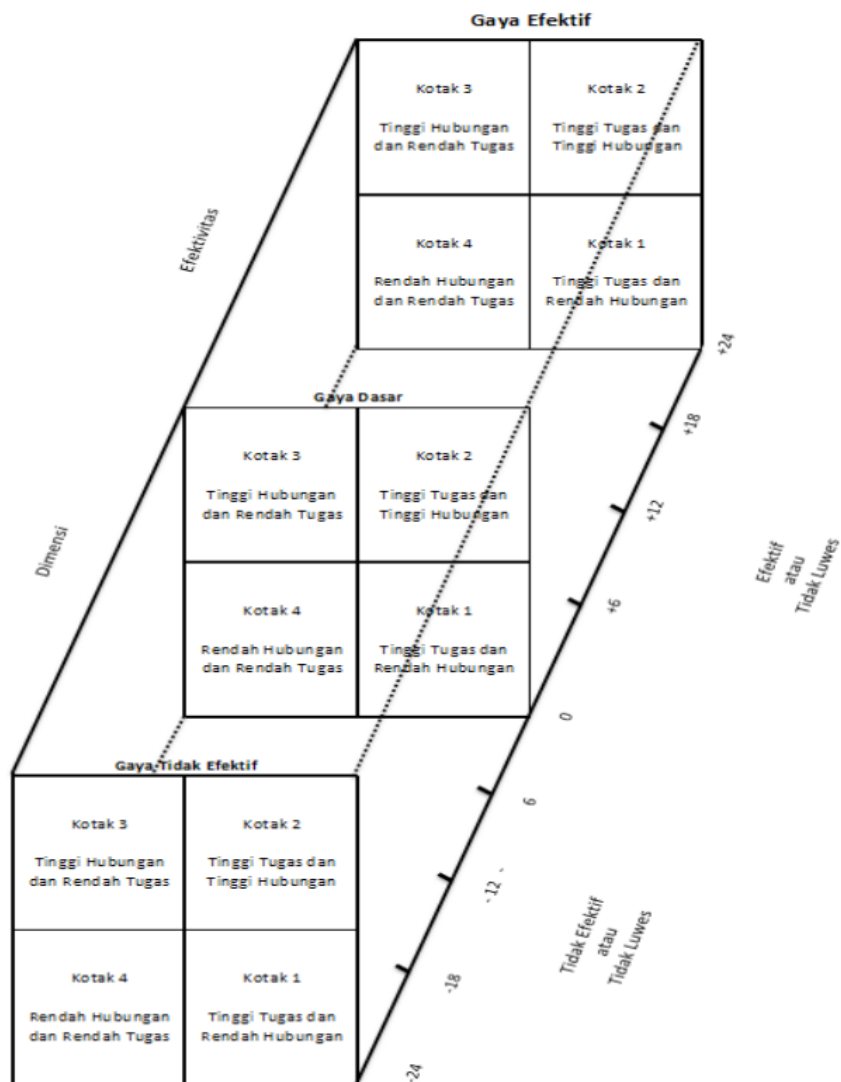 Gaya Efektif
Kotak 3
Tinggi Hubungan
dan Rendah Tugas
Kotak 2
Tinggi Tugas dan
Tinggi Hubungan
Kotak 4
Rendah Hubungan
dan Rendah Tugas
Kotak 1
Tinggi Tugas dan
Rendah Hubungan
Efektivitas
+24
Gaya Dasar
+18
Kotak 3
Tinggi Hubungan
dan Rendah Tugas
Kotak 2
Tinggi Tugas dan
Tinggi Hubungan
+12
Dimensi
Efektif
atau
Tidak Luwes
Kotak 4
Rendah Hubungan
dan Rendah Tugas
Kotak 1
Tinggi Tugas dan
Rendah Hubungan
+6
0
Gaya Tidak Efektif
6
Kotak 3
Tinggi Hubungan
dan Rendah Tugas
Kotak 2
Tinggi Tugas dan
Tinggi Hubungan
- 12 -
Tidak Efektif
atau
Tidak Luwes
Kotak 4
Rendah Hubungan
dan Rendah Tugas
Kotak 1
Tinggi Tugas dan
Rendah Hubungan
-18
-24